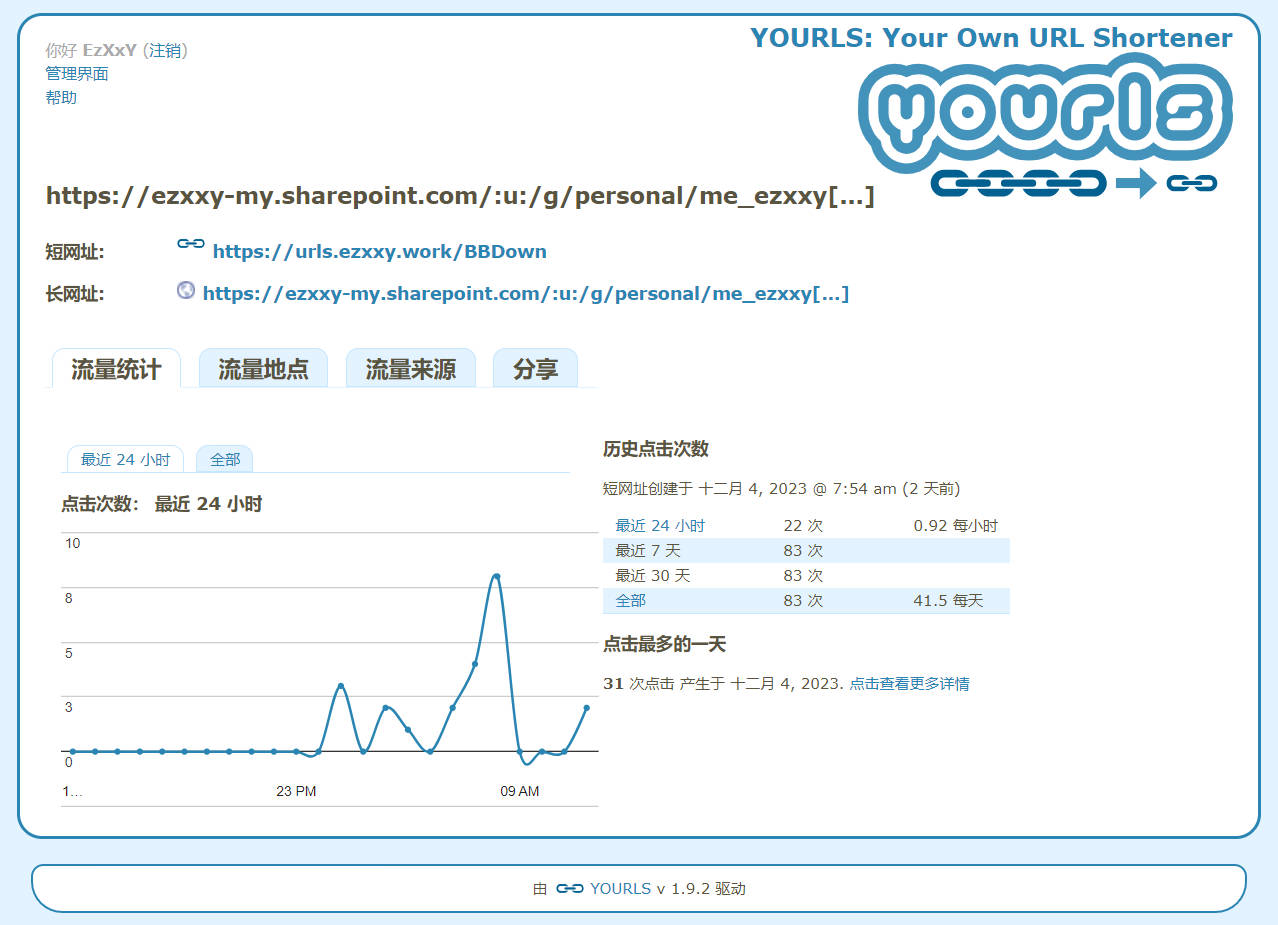 你好 EzXxY (注销)
管理界面
帮助
YOURLS: Your Own URL Shortener
yourls
https://ezxxy-my.sharepoint.com/:u:/g/personal/me_ezxxy[...]
短网址: https://urls.ezxxy.work/BBDown
长网址: https://ezxxy-my.sharepoint.com/:u:/g/personal/me_ezxxy[...]
流量统计 流量地点 流量来源 分享
最近 24 小时 全部
点击次数: 最近 24 小时
10
8
5
3
0
1... 23 PM 09 AM
历史点击次数
短网址创建于 十二月 4, 2023 @ 7:54 am (2 天前)
最近 24 小时 22 次 0.92 每小时
最近 7 天 83 次
最近 30 天 83 次
全部 83 次 41.5 每天
点击最多的一天
31 次点击 产生于 十二月 4, 2023. 点击查看更多详情
由 YOURLS v 1.9.2 驱动